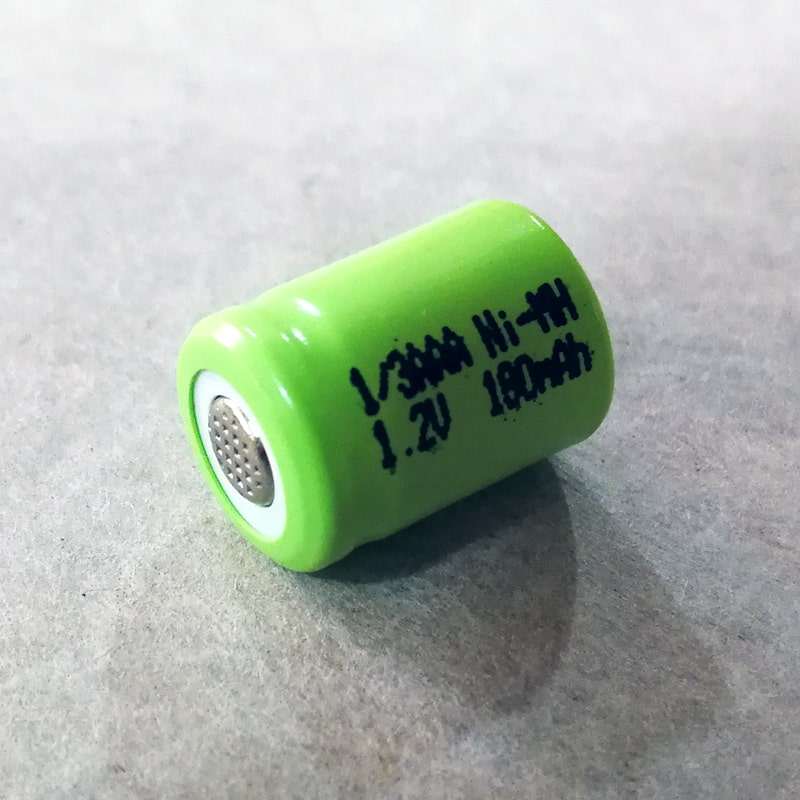 1/3AAA Ni-MH
1.2V 180mAh